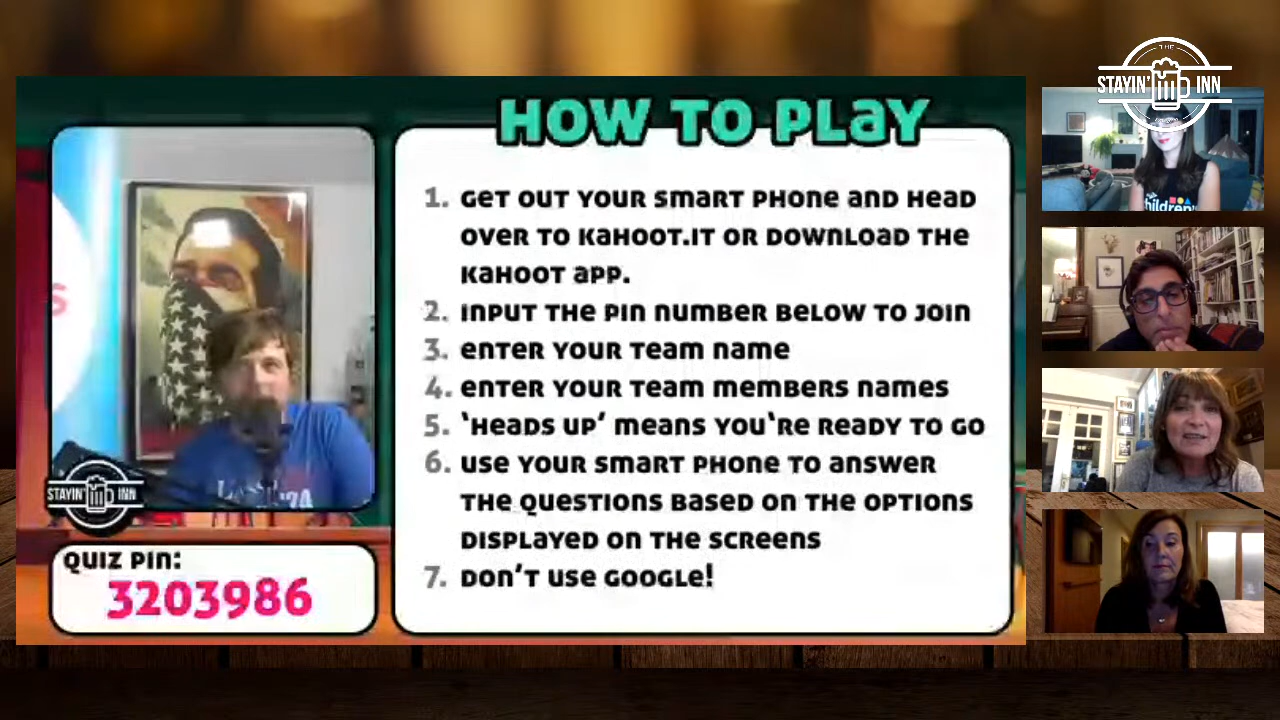 THE
STAYIN' INN
HOW TO PLAY
1. GET OUT YOUR SMART PHONE AND HEAD
OVER TO KAHOOT.IT OR DOWNLOAD THE
KAHOOT APP.
2. INPUT THE PIN NUMBER BELOW TO JOIN
3. ENTER YOUR TEAM NAME
4. ENTER YOUR TEAM MEMBERS NAMES
5. 'HEADS UP' MEANS YOU'RE READY TO GO
6. USE YOUR SMART PHONE TO ANSWER
THE QUESTIONS BASED ON THE OPTIONS
DISPLAYED ON THE SCREENS
7. DON'T USE GOOGLE!
STAYIN' INN
QUIZ PIN:
3203986